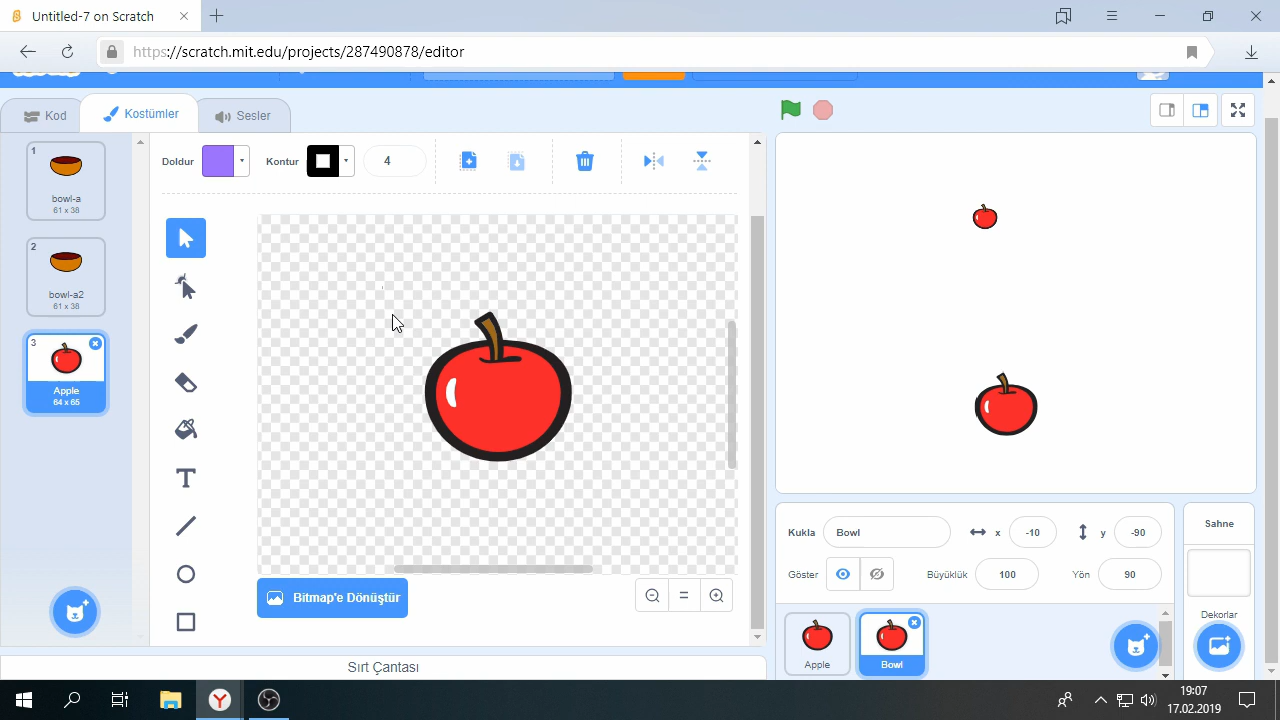 Untitled-7 on Scratch
https://scratch.mit.edu/projects/287490878/editor
Kod
Kostümler
Sesler
Doldur
Kontur
4
1
bowl-a
61 x 38
2
bowl-a2
61 x 38
3
Apple
64 x 65
Bitmap'e Dönüştür
Sırt Çantası
Kukla
Bowl
x
-10
y
-90
Göster
Büyüklük
100
Yön
90
Apple
Bowl
Sahne
Dekorlar
19:07
17.02.2019